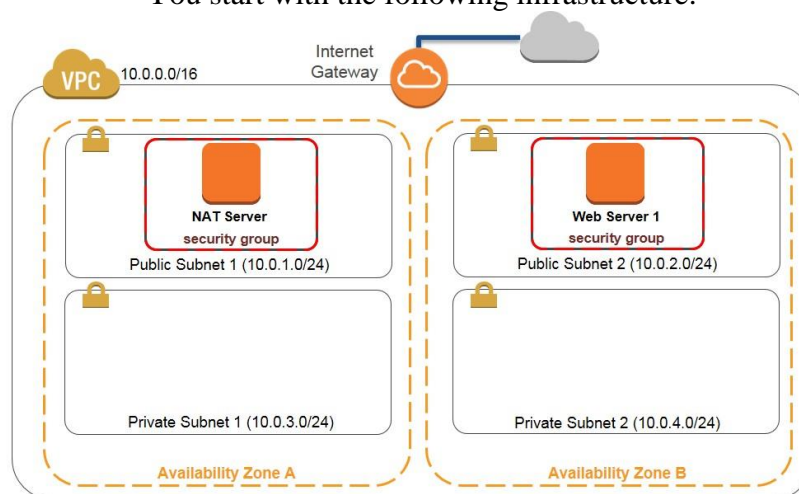 You start with the following infrastructure:
Internet
Gateway
VPC
10.0.0.0/16
NAT Server
security group
Public Subnet 1 (10.0.1.0/24)
Web Server 1
security group
Public Subnet 2 (10.0.2.0/24)
Private Subnet 1 (10.0.3.0/24)
Private Subnet 2 (10.0.4.0/24)
Availability Zone A
Availability Zone B